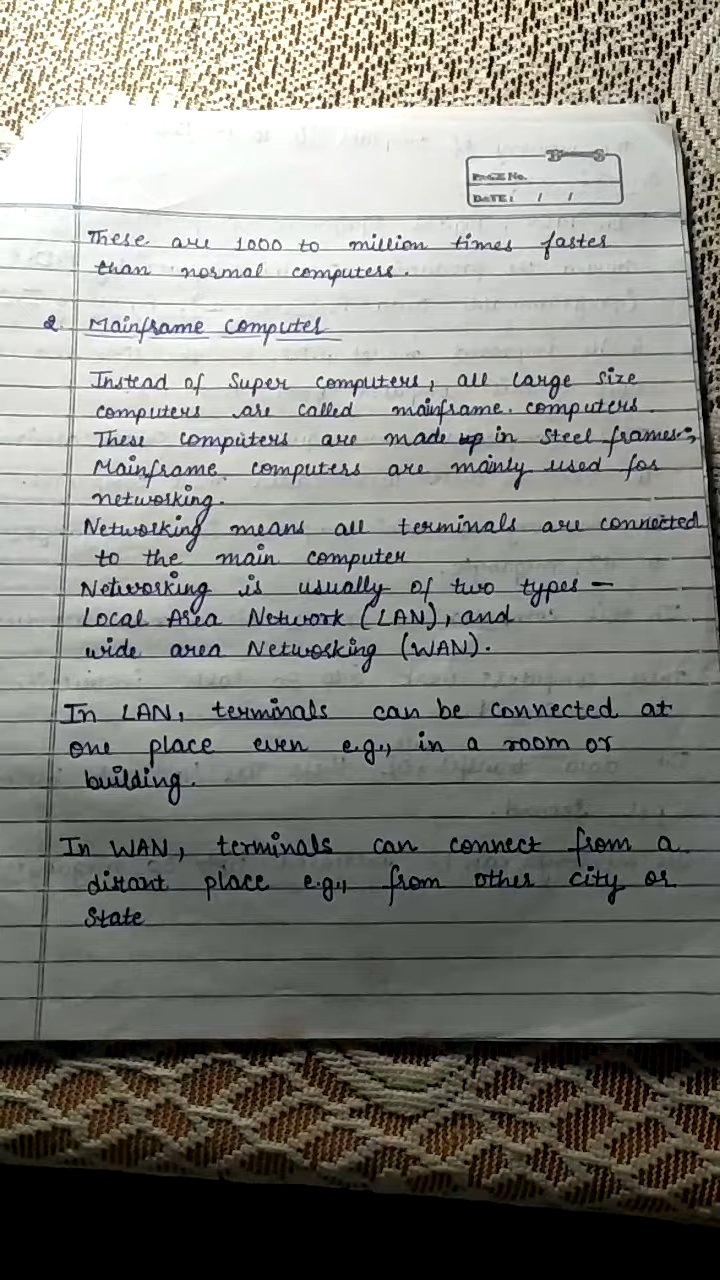 PAGE No.
DATE: / /
These are 1000 to million times faster
than normal computers.
2. Mainframe computer
Instead of Super computers, all large size
computers are called mainframe computers.
These computers are made up in steel frames,
Mainframe computers are mainly used for
networking.
Networking means all terminals are connected
to the main computer
Networking is usually of two types –
Local Area Network (LAN), and
wide area Networking (WAN).
In LAN, terminals can be connected at
one place even e.g., in a room or
building.
In WAN, terminals can connect from a
distant place e.g., from other city or
State